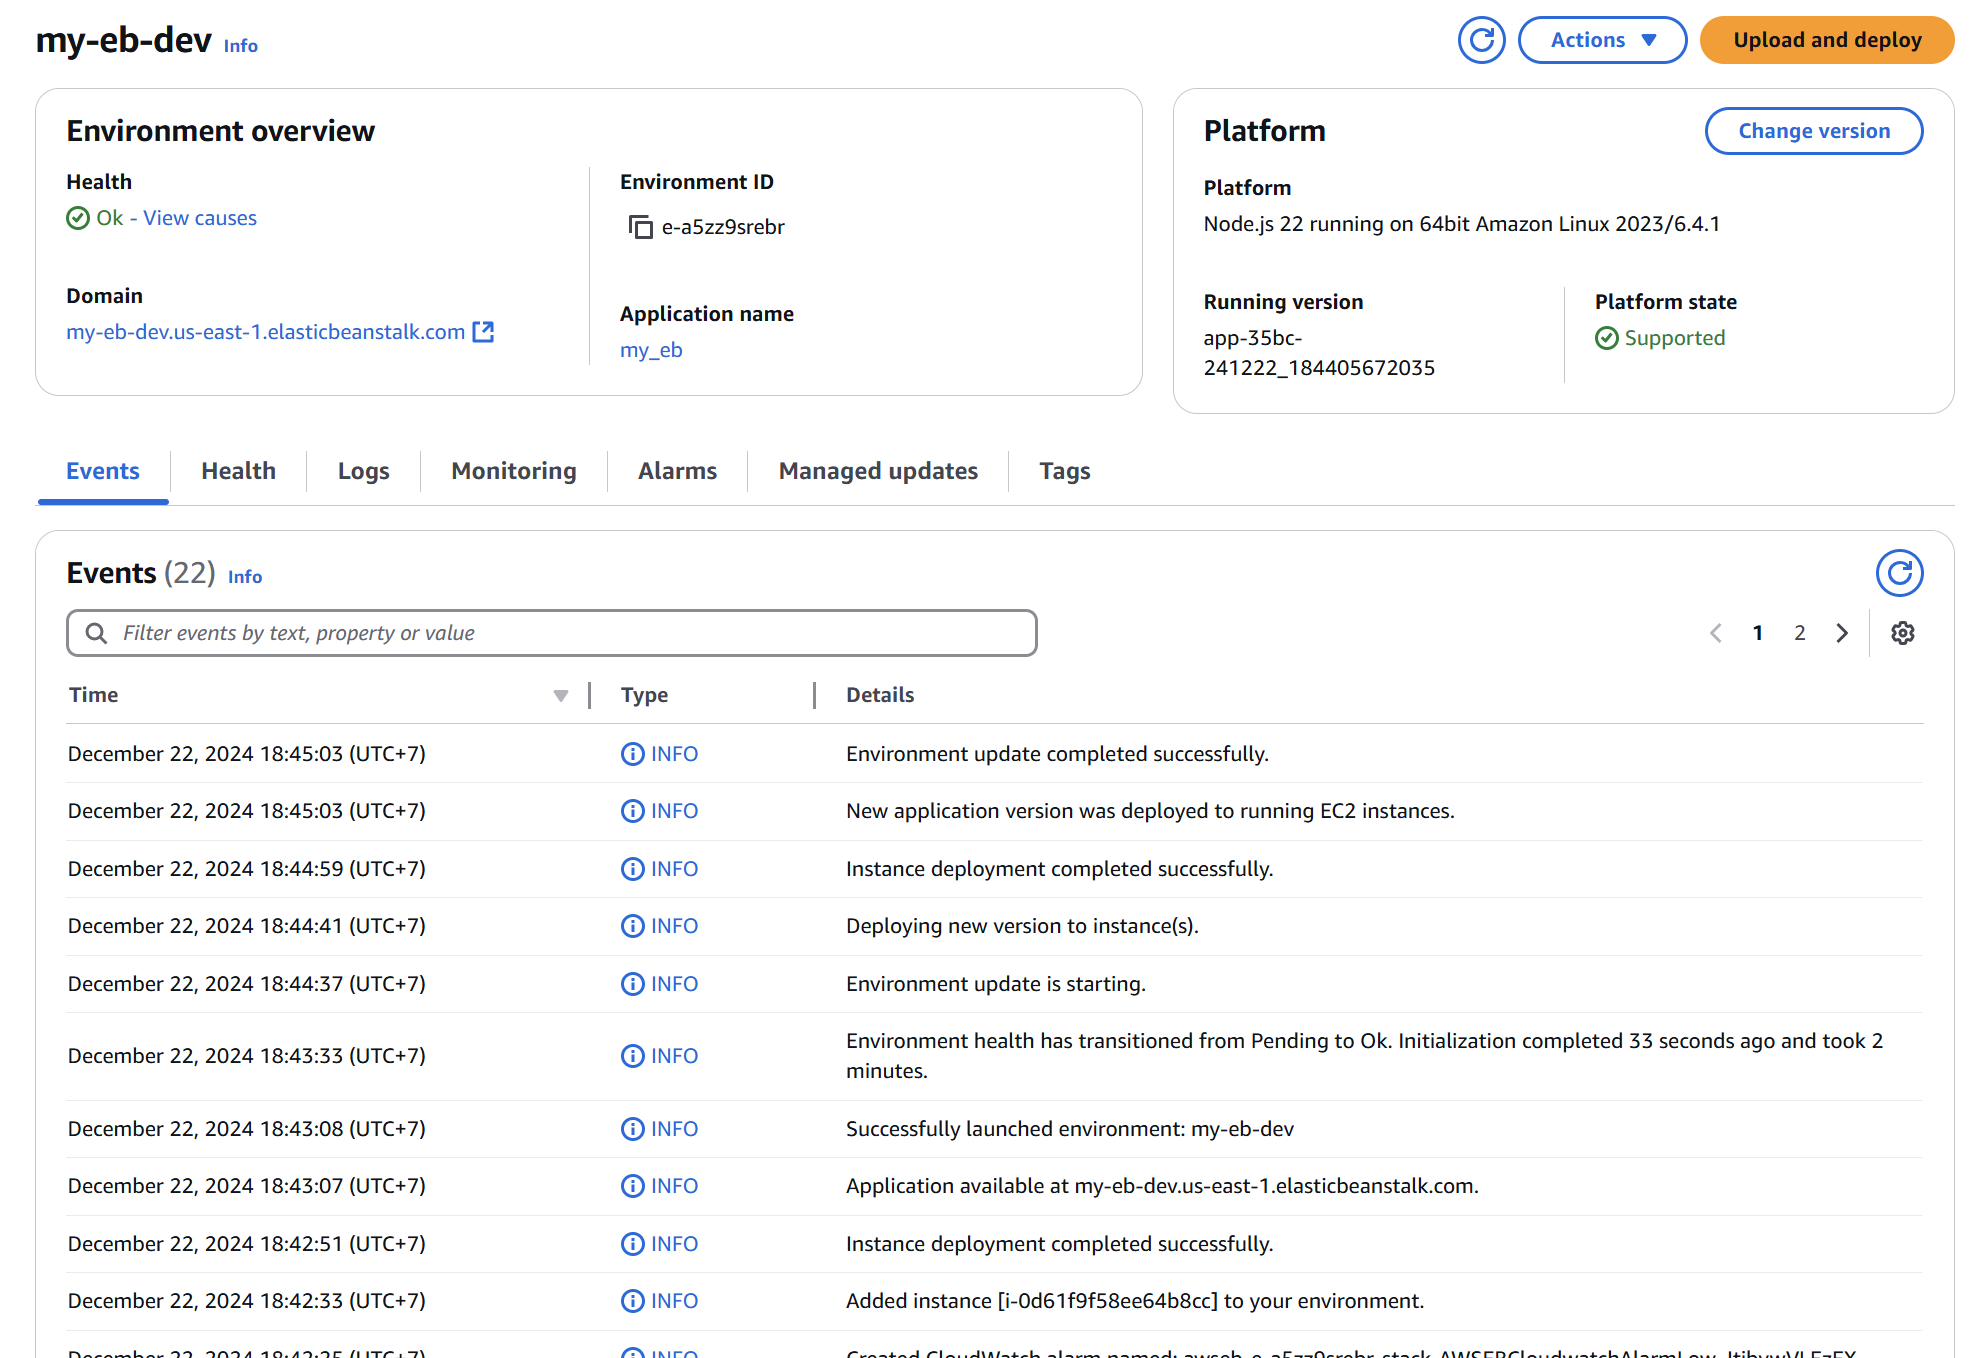 my-eb-dev Info
Actions
Upload and deploy
Environment overview
Health
Ok - View causes
Domain
my-eb-dev.us-east-1.elasticbeanstalk.com
Environment ID
e-a5zz9srebr
Application name
my_eb
Platform
Change version
Platform
Node.js 22 running on 64bit Amazon Linux 2023/6.4.1
Running version
app-35bc-
241222_184405672035
Platform state
Supported
Events Health Logs Monitoring Alarms Managed updates Tags
Events (22) Info
Filter events by text, property or value
1 2
Time Type Details
December 22, 2024 18:45:03 (UTC+7) INFO Environment update completed successfully.
December 22, 2024 18:45:03 (UTC+7) INFO New application version was deployed to running EC2 instances.
December 22, 2024 18:44:59 (UTC+7) INFO Instance deployment completed successfully.
December 22, 2024 18:44:41 (UTC+7) INFO Deploying new version to instance(s).
December 22, 2024 18:44:37 (UTC+7) INFO Environment update is starting.
December 22, 2024 18:43:33 (UTC+7) INFO Environment health has transitioned from Pending to Ok. Initialization completed 33 seconds ago and took 2
minutes.
December 22, 2024 18:43:08 (UTC+7) INFO Successfully launched environment: my-eb-dev
December 22, 2024 18:43:07 (UTC+7) INFO Application available at my-eb-dev.us-east-1.elasticbeanstalk.com.
December 22, 2024 18:42:51 (UTC+7) INFO Instance deployment completed successfully.
December 22, 2024 18:42:33 (UTC+7) INFO Added instance [i-0d61f9f58ee64b8cc] to your environment.
December 22, 2024 (UTC+7) INFO Created CloudWatch alarm named: